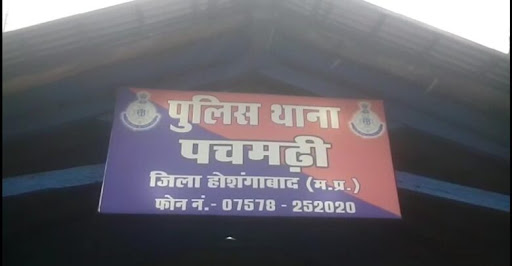 पुलिस थाना
पचमढ़ी
जिला होशंगाबाद (म.प्र.)
फोन नं.- 07578 - 252020